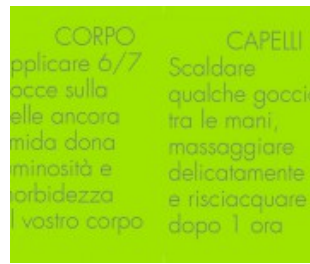 CORPO
pplicare 6/7
occe sulla
elle ancora
mida dona
minosità e
orbidezza
l vostro corpo
CAPELLI
Scaldare
qualche gocci
tra le mani,
massaggiare
delicatamente
e risciacquare
dopo 1 ora